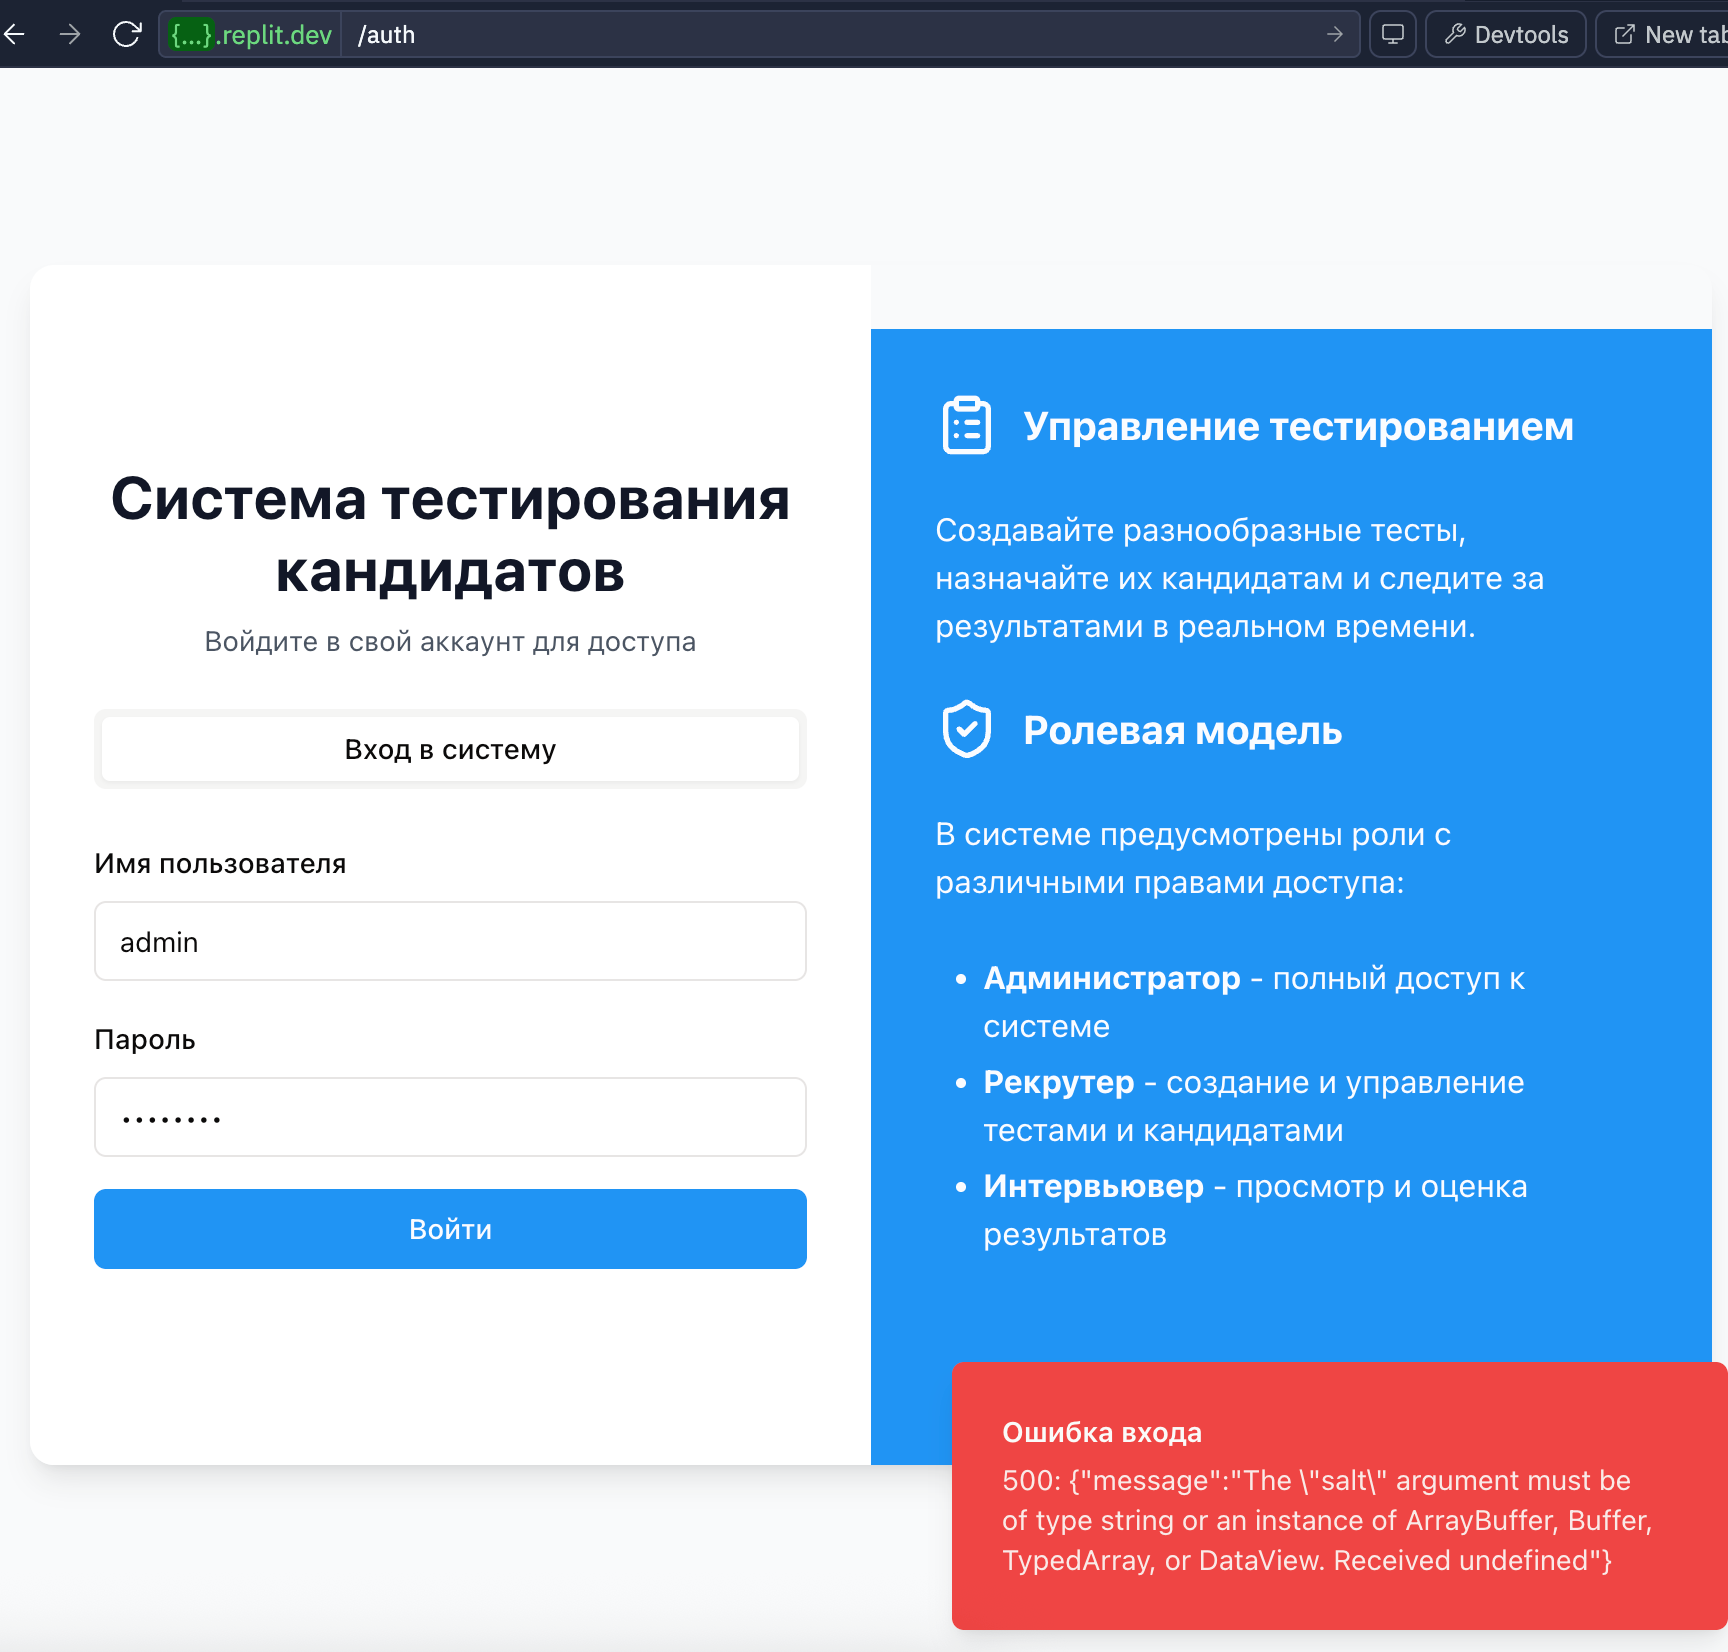 {...}.replit.dev /auth
Devtools
New tab
Система тестирования
кандидатов
Войдите в свой аккаунт для доступа
Вход в систему
Имя пользователя
admin
Пароль
••••••••
Войти
Управление тестированием
Создавайте разнообразные тесты,
назначайте их кандидатам и следите за
результатами в реальном времени.
Ролевая модель
В системе предусмотрены роли с
различными правами доступа:
• Администратор - полный доступ к
системе
• Рекрутер - создание и управление
тестами и кандидатами
• Интервьювер - просмотр и оценка
результатов
Ошибка входа
500: {"message":"The \"salt\" argument must be
of type string or an instance of ArrayBuffer, Buffer,
TypedArray, or DataView. Received undefined"}